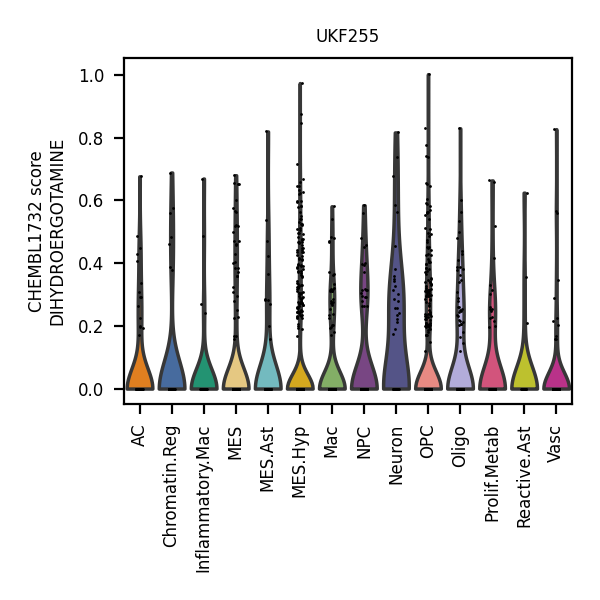 UKF255
CHEMBL1732 score
DIHYDROERGOTAMINE
1.0
0.8
0.6
0.4
0.2
0.0
AC
Chromatin.Reg
Inflammatory.Mac
MES
MES.Ast
MES.Hyp
Mac
NPC
Neuron
OPC
Oligo
Prolif.Metab
Reactive.Ast
Vasc